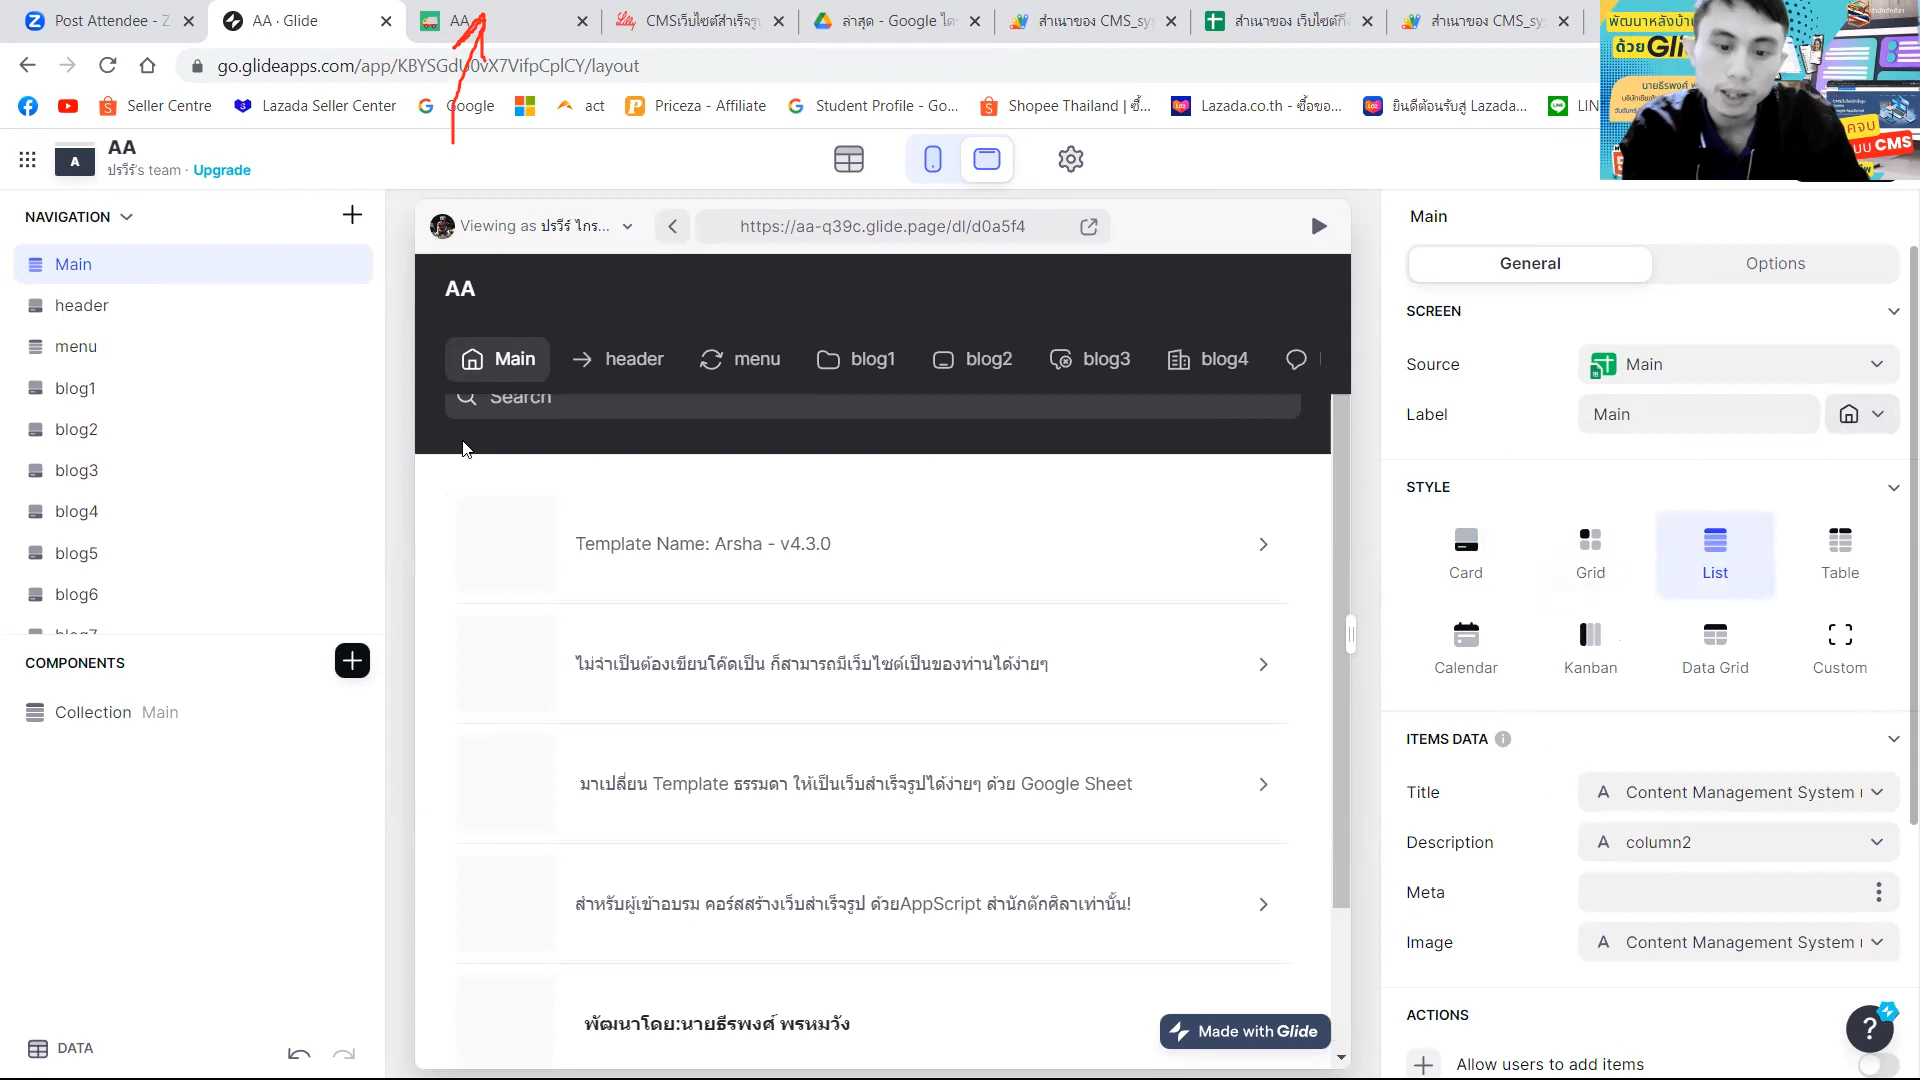 Post Attendee - Z
AA · Glide
AA
CMSเว็บไซต์สำเร็จรู
ล่าสุด - Google ไดร
สำเนาของ CMS_sy
สำเนาของ เว็บไซต์กึ่ง
สำเนาของ CMS_sy
go.glideapps.com/app/KBYSGdU0vX7VifpCplCY/layout
Seller Centre
Lazada Seller Center
Google
act
Priceza - Affiliate
Student Profile - Go...
Shopee Thailand | ซื้...
Lazada.co.th - ซื้อขอ...
ยินดีต้อนรับสู่ Lazada...
LIN
พัฒนาหลังบ้าน
ด้วยGli
นายธีรพงศ์ พ
CMS
A
AA
ปรวีร์'s team · Upgrade
NAVIGATION
Main
header
menu
blog1
blog2
blog3
blog4
blog5
blog6
blog7
COMPONENTS
Collection Main
DATA
Viewing as ปรวีร์ ไกร...
https://aa-q39c.glide.page/dl/d0a5f4
AA
Main
header
menu
blog1
blog2
blog3
blog4
Search
Template Name: Arsha - v4.3.0
ไม่จำเป็นต้องเขียนโค๊ดเป็น ก็สามารถมีเว็บไซต์เป็นของท่านได้ง่ายๆ
มาเปลี่ยน Template ธรรมดา ให้เป็นเว็บสำเร็จรูปได้ง่ายๆ ด้วย Google Sheet
สำหรับผู้เข้าอบรม คอร์สสร้างเว็บสำเร็จรูป ด้วยAppScript สำนักตักศิลาเท่านั้น!
พัฒนาโดย:นายธีรพงศ์ พรหมวัง
Made with Glide
Main
General
Options
SCREEN
Source
Main
Label
Main
STYLE
Card
Grid
List
Table
Calendar
Kanban
Data Grid
Custom
ITEMS DATA
Title
A Content Management System
Description
A column2
Meta
Image
A Content Management System
ACTIONS
Allow users to add items
?